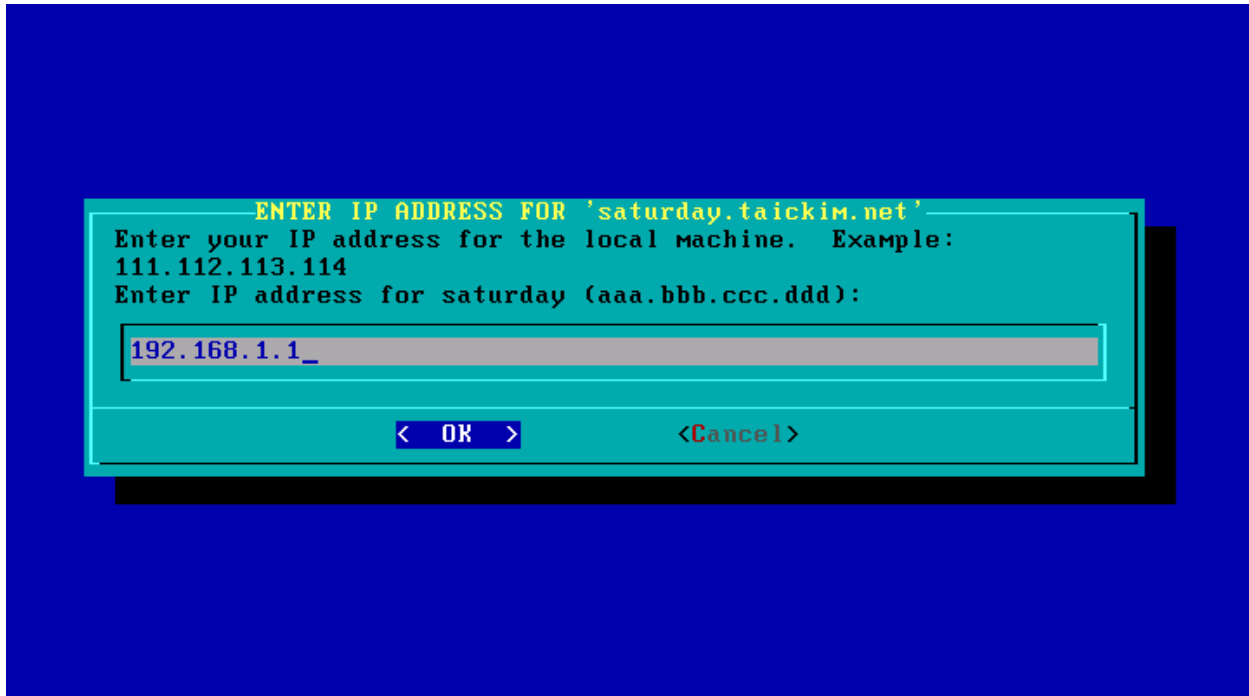 ENTER IP ADDRESS FOR 'saturday.taickim.net'
Enter your IP address for the local machine.  Example:
111.112.113.114
Enter IP address for saturday (aaa.bbb.ccc.ddd):
192.168.1.1_
<  OK  > <Cancel>